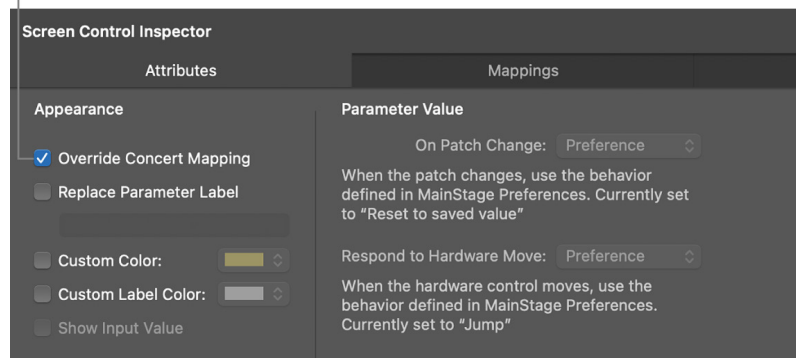 Screen Control Inspector
Attributes
Mappings
Appearance
Override Concert Mapping
Replace Parameter Label
Custom Color:
Custom Label Color:
Show Input Value
Parameter Value
On Patch Change: Preference
When the patch changes, use the behavior
defined in MainStage Preferences. Currently set
to “Reset to saved value”
Respond to Hardware Move: Preference
When the hardware control moves, use the
behavior defined in MainStage Preferences.
Currently set to “Jump”